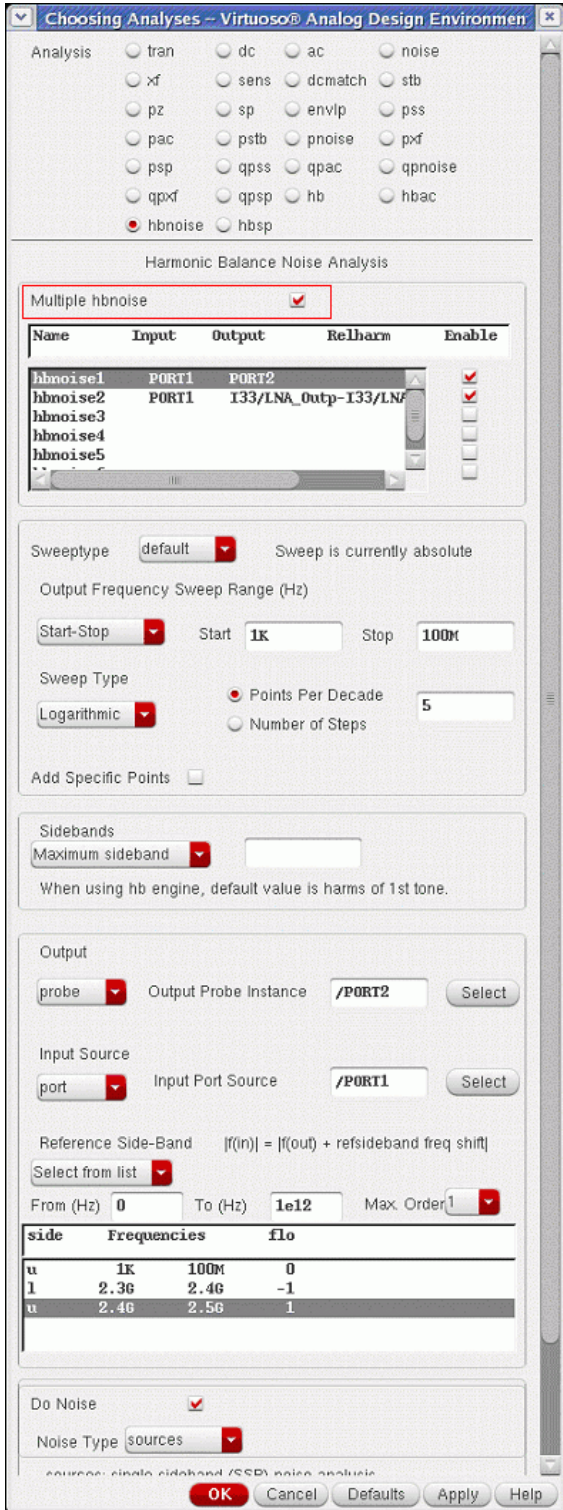 Choosing Analyses -- Virtuoso® Analog Design Environmen
Analysis tran dc ac noise
xf sens dcmatch stb
pz sp envlp pss
pac pstb pnoise pxf
psp qpss qpac qpnoise
qpxf qpsp hb hbac
hbnoise hbsp
Harmonic Balance Noise Analysis
Multiple hbnoise
Name Input Output Relharm Enable
hbnoise1 PORT1 PORT2
hbnoise2 PORT1 I33/LNA_Outp-I33/LNA
hbnoise3
hbnoise4
hbnoise5
Sweeptype default Sweep is currently absolute
Output Frequency Sweep Range (Hz)
Start-Stop Start 1K Stop 100M
Sweep Type
Logarithmic Points Per Decade 5
Number of Steps
Add Specific Points
Sidebands
Maximum sideband
When using hb engine, default value is harms of 1st tone.
Output
probe Output Probe Instance /PORT2 Select
Input Source
port Input Port Source /PORT1 Select
Reference Side-Band |f(in)| = |f(out) + refsideband freq shift|
Select from list
From (Hz) 0 To (Hz) 1e12 Max. Order 1
side Frequencies flo
u 1K 100M 0
l 2.3G 2.4G -1
u 2.4G 2.5G 1
Do Noise
Noise Type sources
sources: single sideband (SSB) noise analysis
OK Cancel Defaults Apply Help